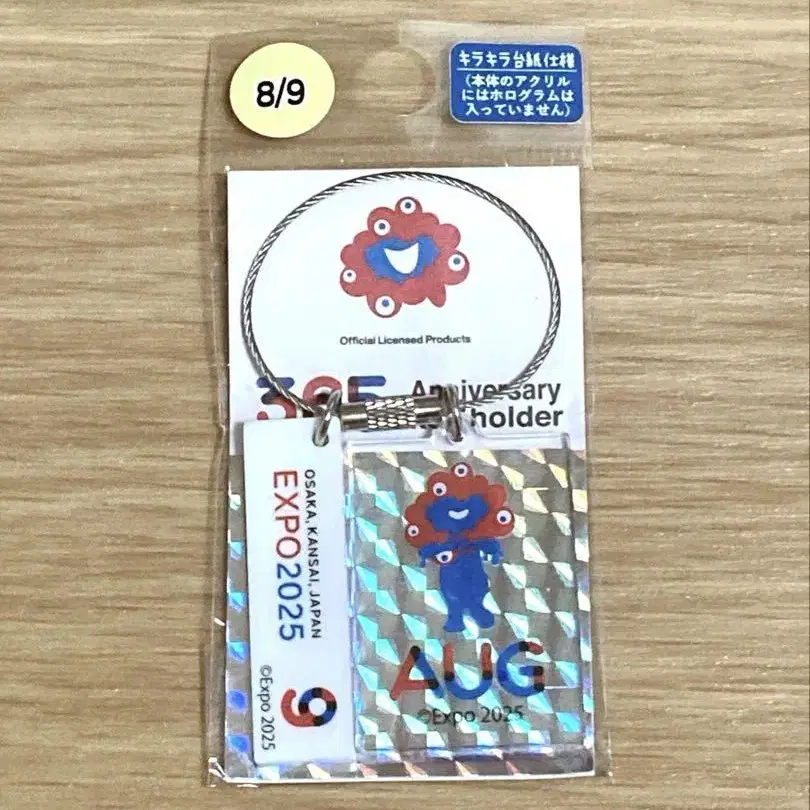 8/9
キラキラ台紙仕様
(本体のアクリル
にはホログラムは
入っていません)
Official Licensed Products
365
Anniversary
holder
OSAKA, KANSAI, JAPAN
EXPO2025
©Expo 2025
9
AUG
©Expo 2025